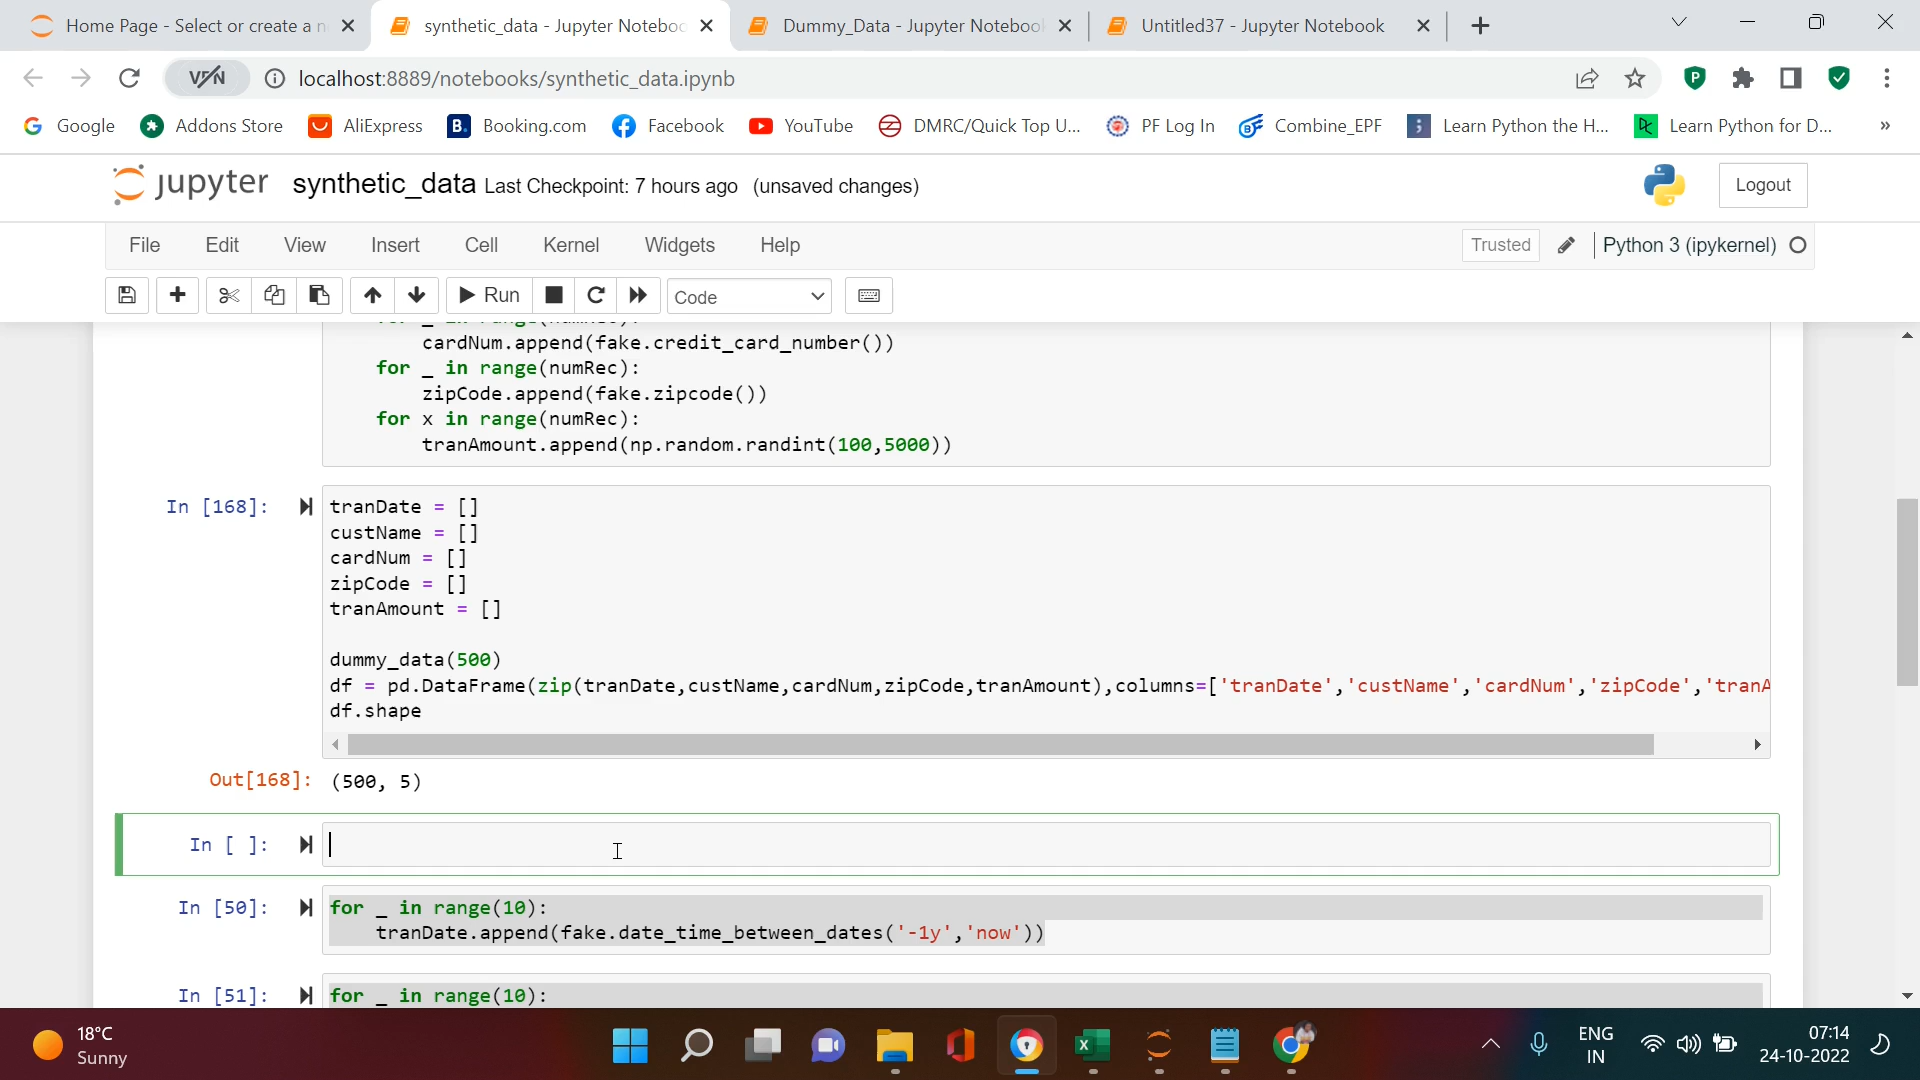 Home Page - Select or create a n
synthetic_data - Jupyter Noteboo
Dummy_Data - Jupyter Notebook
Untitled37 - Jupyter Notebook
VPN
localhost:8889/notebooks/synthetic_data.ipynb
Google
Addons Store
AliExpress
Booking.com
Facebook
YouTube
DMRC/Quick Top U...
PF Log In
Combine_EPF
Learn Python the H...
Learn Python for D...
»
jupyter synthetic_data Last Checkpoint: 7 hours ago (unsaved changes)
Logout
File Edit View Insert Cell Kernel Widgets Help
Trusted
Python 3 (ipykernel)
Run
Code
cardNum.append(fake.credit_card_number())
for _ in range(numRec):
zipCode.append(fake.zipcode())
for x in range(numRec):
tranAmount.append(np.random.randint(100,5000))
In [168]:
tranDate = []
custName = []
cardNum = []
zipCode = []
tranAmount = []
dummy_data(500)
df = pd.DataFrame(zip(tranDate,custName,cardNum,zipCode,tranAmount),columns=['tranDate','custName','cardNum','zipCode','tranA
df.shape
Out[168]: (500, 5)
In [ ]:
In [50]:
for _ in range(10):
tranDate.append(fake.date_time_between_dates('-1y','now'))
In [51]:
for _ in range(10):
18°C
Sunny
ENG
IN
07:14
24-10-2022